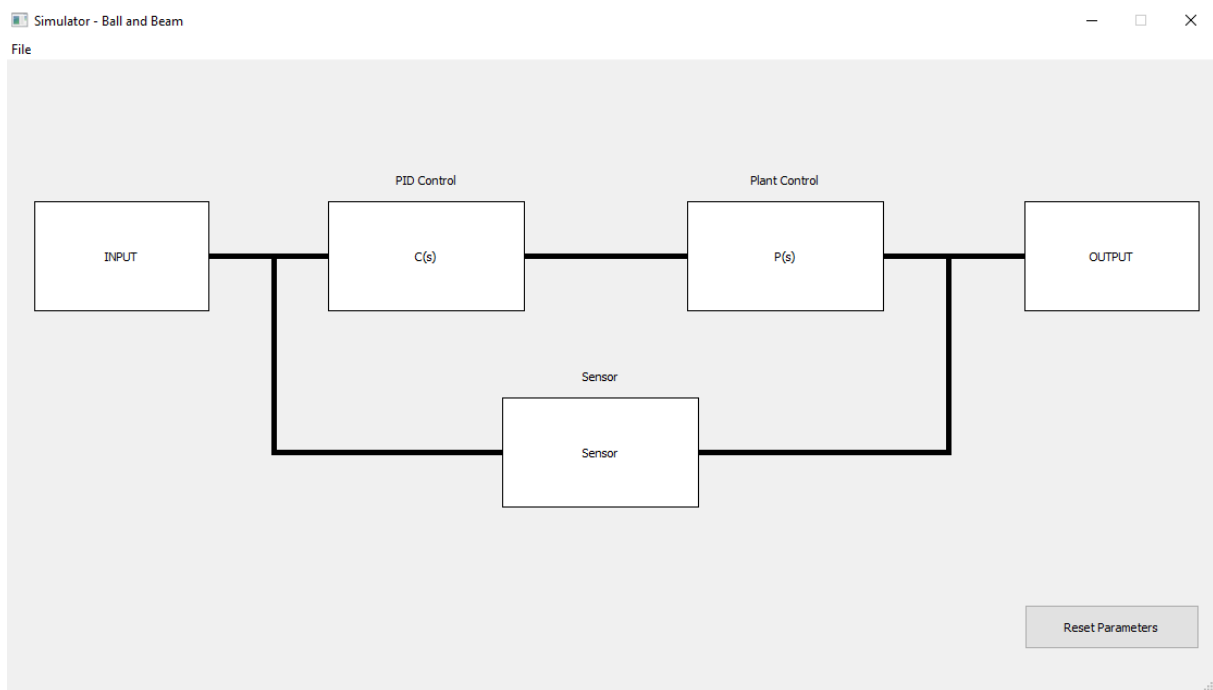 Simulator - Ball and Beam
File
PID Control
Plant Control
INPUT
C(s)
P(s)
OUTPUT
Sensor
Sensor
Reset Parameters